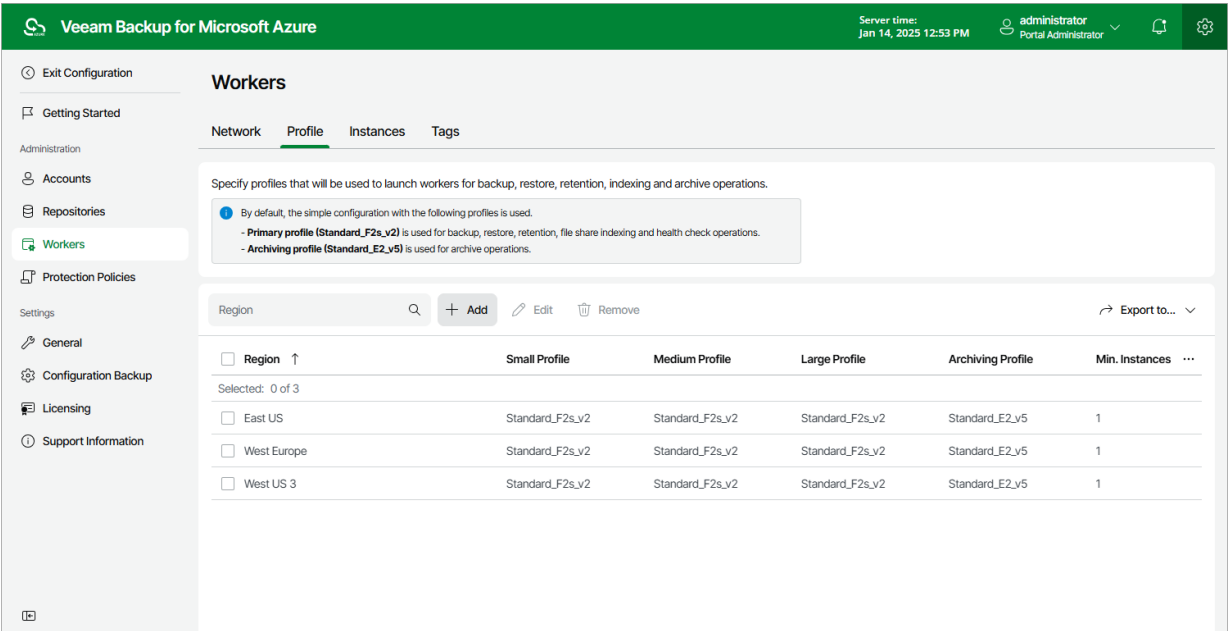 Veeam Backup for Microsoft Azure
Server time:
Jan 14, 2025 12:53 PM
administrator
Portal Administrator
Exit Configuration
Getting Started
Administration
Accounts
Repositories
Workers
Protection Policies
Settings
General
Configuration Backup
Licensing
Support Information
Workers
Network Profile Instances Tags
Specify profiles that will be used to launch workers for backup, restore, retention, indexing and archive operations.
By default, the simple configuration with the following profiles is used.
- Primary profile (Standard_F2s_v2) is used for backup, restore, retention, file share indexing and health check operations.
- Archiving profile (Standard_E2_v5) is used for archive operations.
Region Add Edit Remove Export to...
Region Small Profile Medium Profile Large Profile Archiving Profile Min. Instances ...
Selected: 0 of 3
East US Standard_F2s_v2 Standard_F2s_v2 Standard_F2s_v2 Standard_E2_v5 1
West Europe Standard_F2s_v2 Standard_F2s_v2 Standard_F2s_v2 Standard_E2_v5 1
West US 3 Standard_F2s_v2 Standard_F2s_v2 Standard_F2s_v2 Standard_E2_v5 1